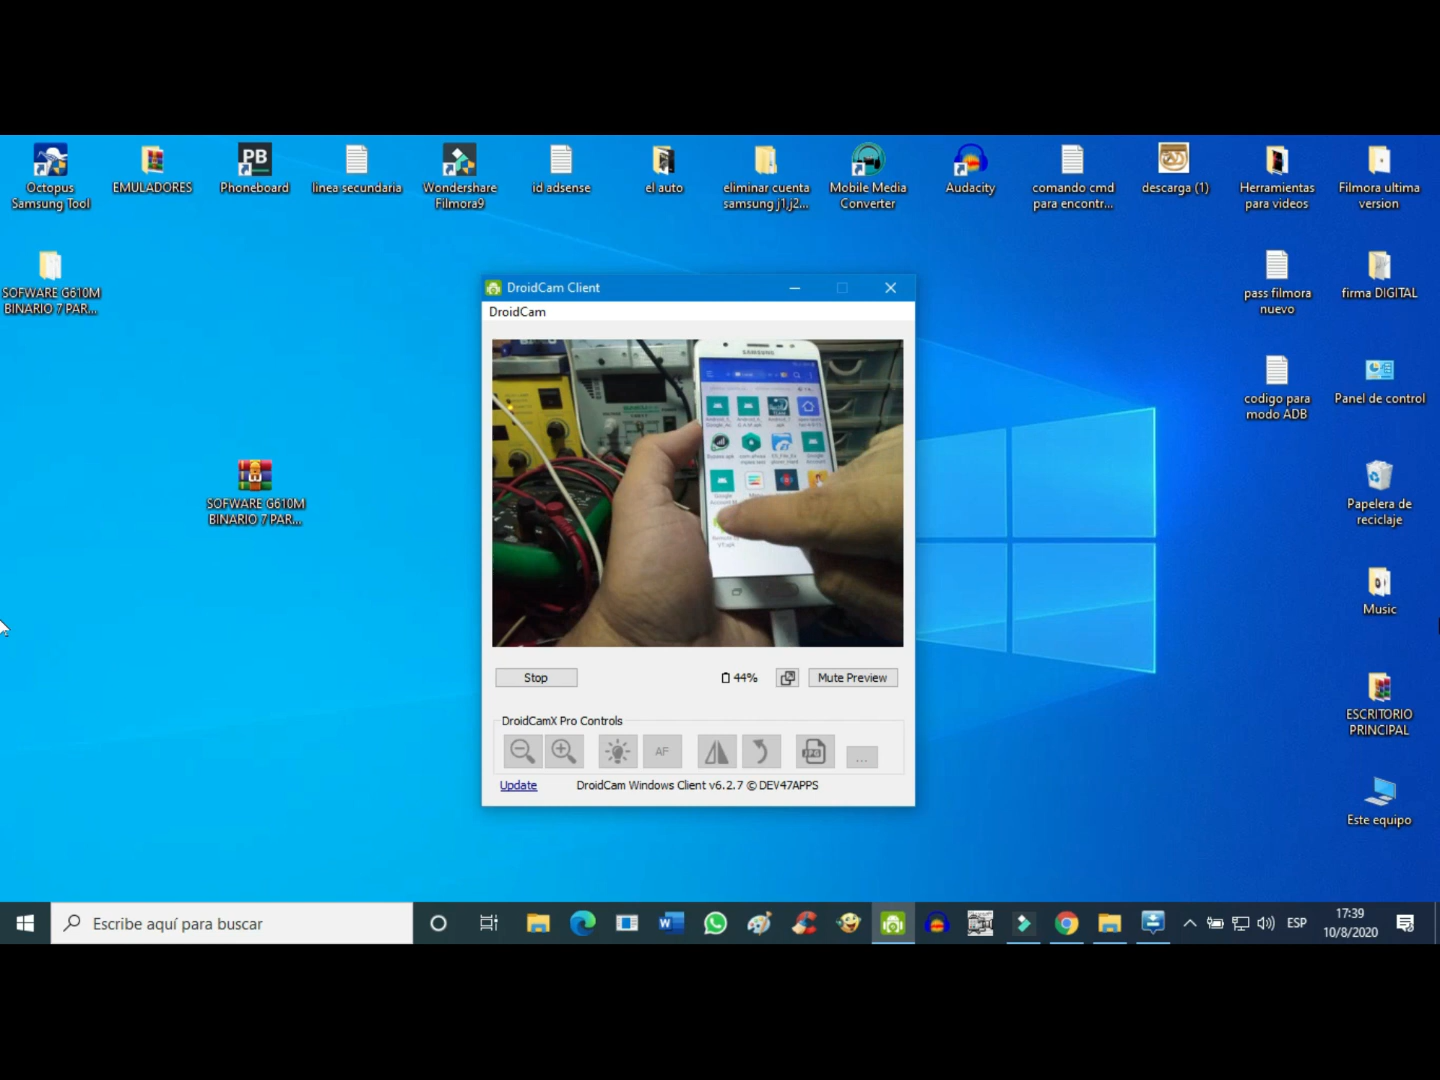 Octopus
Samsung Tool
EMULADORES
PB
Phoneboard
linea secundaria
Wondershare
Filmora9
id adsense
el auto
eliminar cuenta
samsung j1,j2...
Mobile Media
Converter
Audacity
comando cmd
para encontr...
descarga (1)
Herramientas
para videos
Filmora ultima
version
SOFWARE G610M
BINARIO 7 PAR...
pass filmora
nuevo
firma DIGITAL
codigo para
modo ADB
Panel de control
SOFWARE G610M
BINARIO 7 PAR...
Papelera de
reciclaje
Music
ESCRITORIO
PRINCIPAL
Este equipo
DroidCam Client
DroidCam
SAMSUNG
Stop
44%
Mute Preview
DroidCamX Pro Controls
AF
JPG
...
Update
DroidCam Windows Client v6.2.7 © DEV47APPS
Escribe aquí para buscar
ESP
17:39
10/8/2020